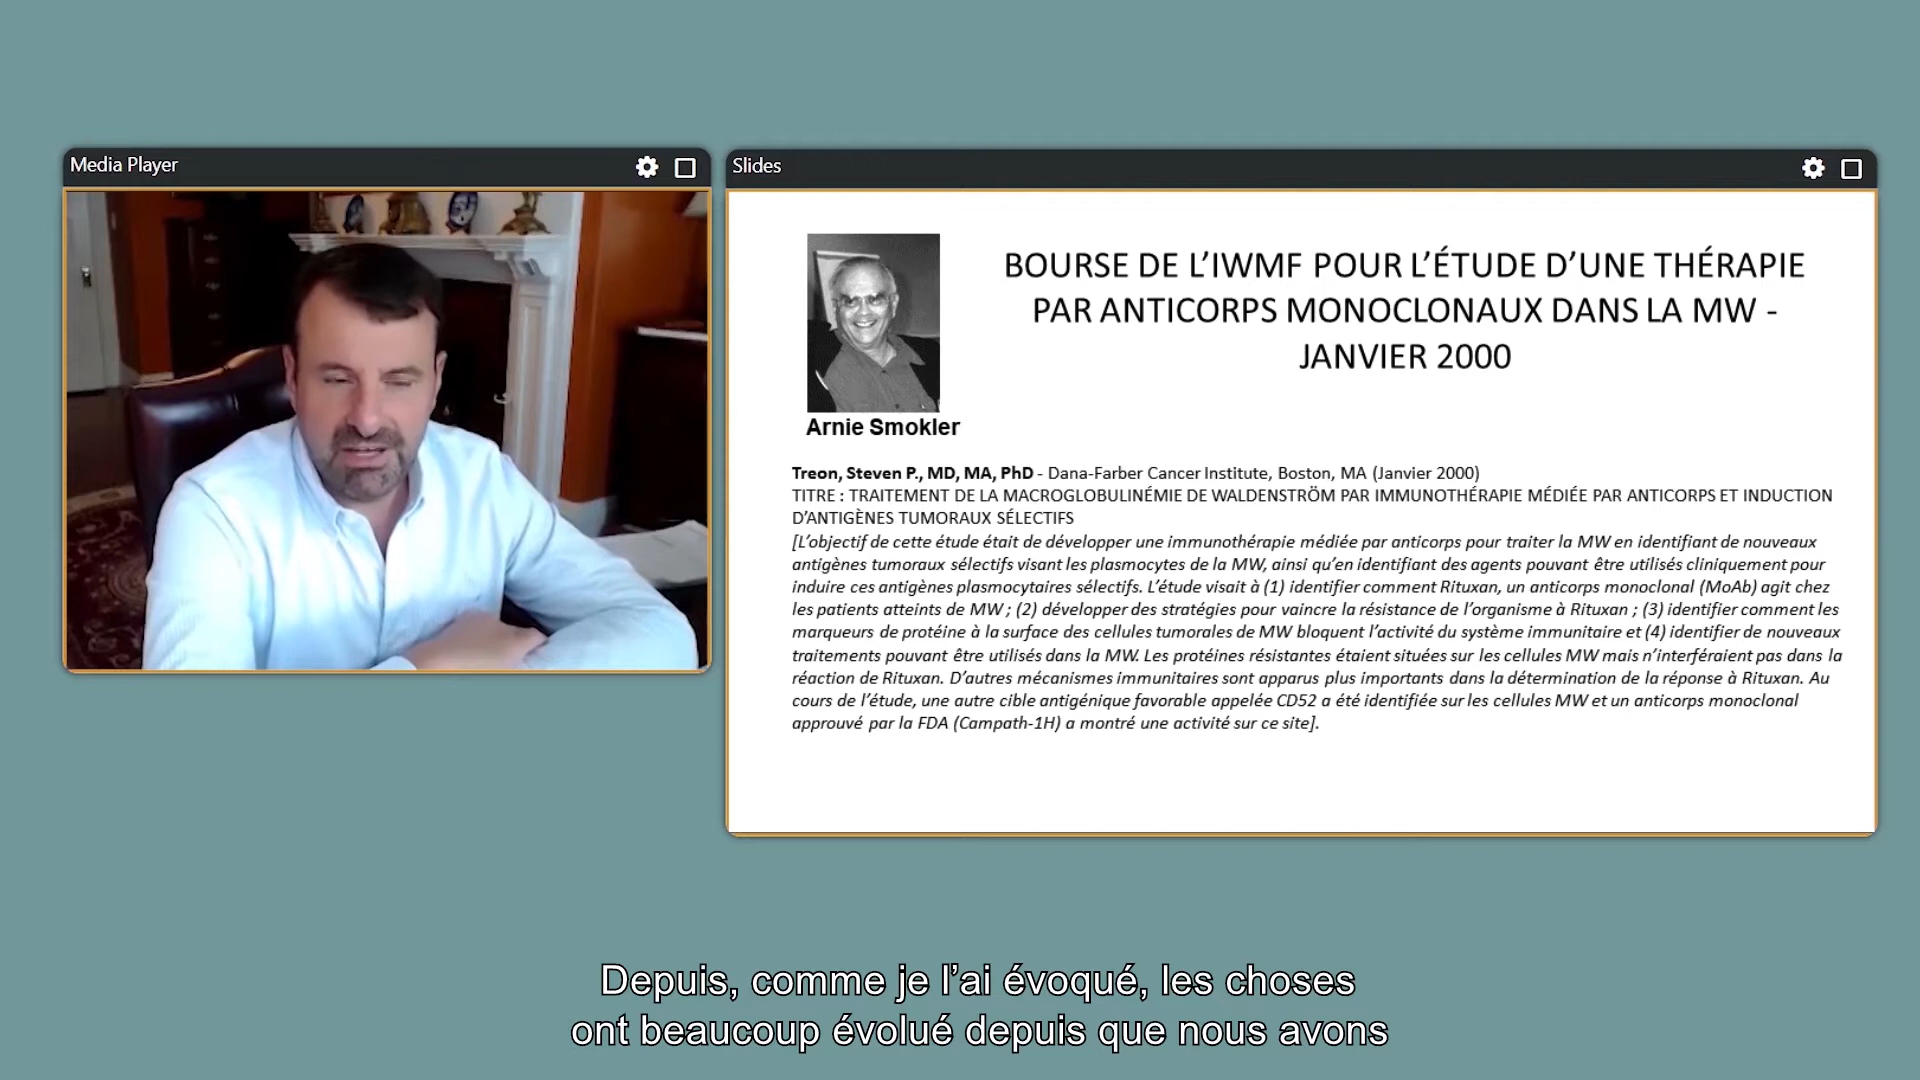 Media Player
Slides
BOURSE DE L’IWMF POUR L’ÉTUDE D’UNE THÉRAPIE
PAR ANTICORPS MONOCLONAUX DANS LA MW -
JANVIER 2000
Arnie Smokler
Treon, Steven P., MD, MA, PhD - Dana-Farber Cancer Institute, Boston, MA (Janvier 2000)
TITRE : TRAITEMENT DE LA MACROGLOBULINÉMIE DE WALDENSTRÖM PAR IMMUNOTHÉRAPIE MÉDIÉE PAR ANTICORPS ET INDUCTION
D’ANTIGÈNES TUMORAUX SÉLECTIFS
[L’objectif de cette étude était de développer une immunothérapie médiée par anticorps pour traiter la MW en identifiant de nouveaux
antigènes tumoraux sélectifs visant les plasmocytes de la MW, ainsi qu’en identifiant des agents pouvant être utilisés cliniquement pour
induire ces antigènes plasmocytaires sélectifs. L’étude visait à (1) identifier comment Rituxan, un anticorps monoclonal (MoAb) agit chez
les patients atteints de MW ; (2) développer des stratégies pour vaincre la résistance de l’organisme à Rituxan ; (3) identifier comment les
marqueurs de protéine à la surface des cellules tumorales de MW bloquent l’activité du système immunitaire et (4) identifier de nouveaux
traitements pouvant être utilisés dans la MW. Les protéines résistantes étaient situées sur les cellules MW mais n’interféraient pas dans la
réaction de Rituxan. D’autres mécanismes immunitaires sont apparus plus importants dans la détermination de la réponse à Rituxan. Au
cours de l’étude, une autre cible antigénique favorable appelée CD52 a été identifiée sur les cellules MW et un anticorps monoclonal
approuvé par la FDA (Campath-1H) a montré une activité sur ce site].
Depuis, comme je l’ai évoqué, les choses
ont beaucoup évolué depuis que nous avons